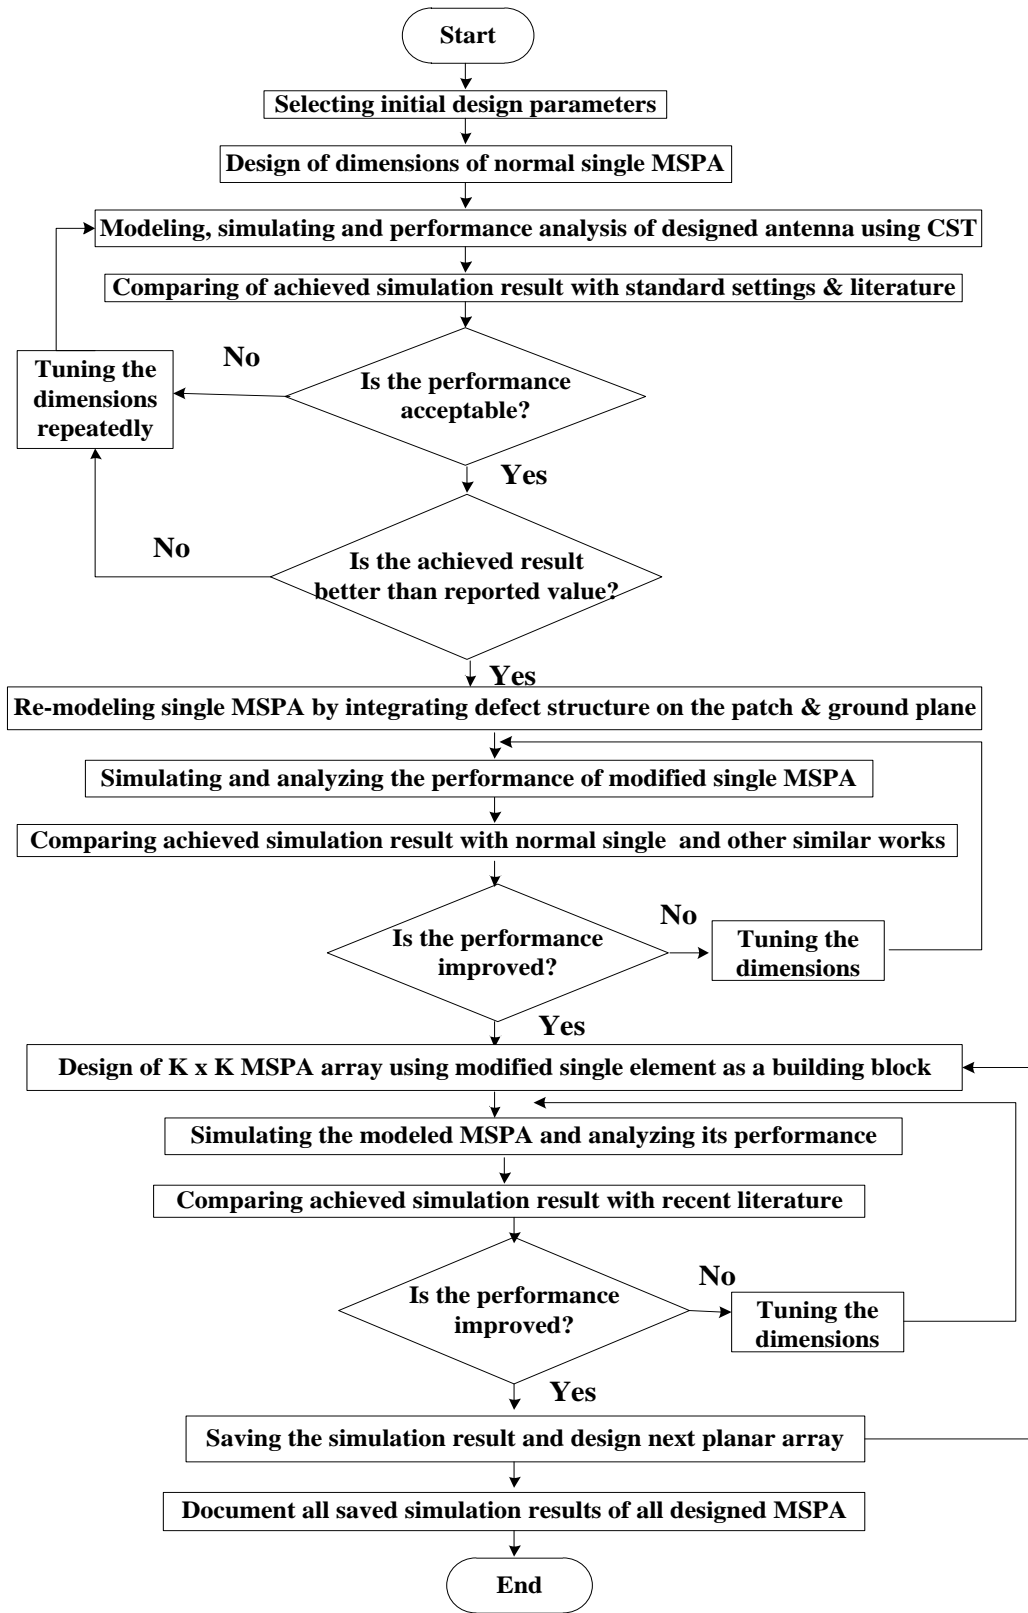 Start
Selecting initial design parameters
Design of dimensions of normal single MSPA
Modeling, simulating and performance analysis of designed antenna using CST
Comparing of achieved simulation result with standard settings & literature
No
Tuning the
dimensions
repeatedly
Is the performance
acceptable?
Yes
No
Is the achieved result
better than reported value?
Yes
Re-modeling single MSPA by integrating defect structure on the patch & ground plane
Simulating and analyzing the performance of modified single MSPA
Comparing achieved simulation result with normal single and other similar works
Is the performance
improved?
No
Tuning the
dimensions
Yes
Design of K x K MSPA array using modified single element as a building block
Simulating the modeled MSPA and analyzing its performance
Comparing achieved simulation result with recent literature
Is the performance
improved?
No
Tuning the
dimensions
Yes
Saving the simulation result and design next planar array
Document all saved simulation results of all designed MSPA
End